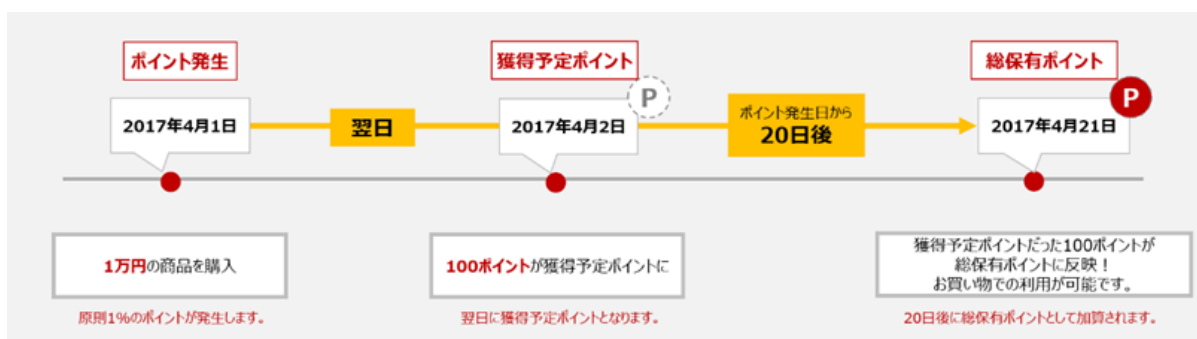 ポイント発生
2017年4月1日
翌日
獲得予定ポイント
P
2017年4月2日
ポイント発生日から
20日後
総保有ポイント
P
2017年4月21日
1万円の商品を購入
原則1%のポイントが発生します。
100ポイントが獲得予定ポイントに
翌日に獲得予定ポイントとなります。
獲得予定ポイントだった100ポイントが
総保有ポイントに反映！
お買い物での利用が可能です。
20日後に総保有ポイントとして加算されます。